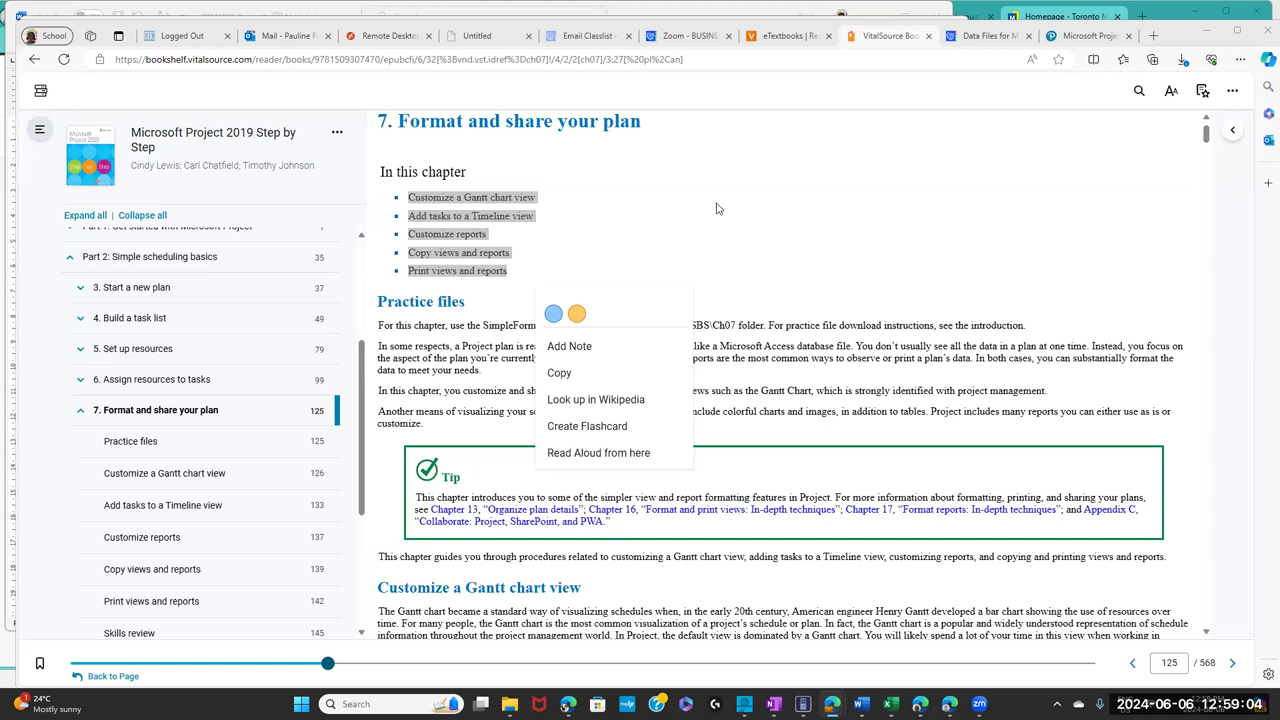 Homepage - Toronto
School
Logged Out
Mail - Pauline
Remote Deskto
Untitled
Email Classlist -
Zoom - BUSINE
eTextbooks | Re
VitalSource Boo
Data Files for M
Microsoft Proje
https://bookshelf.vitalsource.com/reader/books/9781509307470/epubcfi/6/32[%3Bvnd.vst.idref%3Dch07]!/4/2/2[ch07]/3:27[%20pl%2Can]
Microsoft Project 2019 Step by
Step
Cindy Lewis; Carl Chatfield; Timothy Johnson
Expand all | Collapse all
Part 1: Get started with Microsoft Project 1
Part 2: Simple scheduling basics 35
3. Start a new plan 37
4. Build a task list 49
5. Set up resources 79
6. Assign resources to tasks 99
7. Format and share your plan 125
Practice files 125
Customize a Gantt chart view 126
Add tasks to a Timeline view 133
Customize reports 137
Copy views and reports 139
Print views and reports 142
Skills review 145
7. Format and share your plan
In this chapter
Customize a Gantt chart view
Add tasks to a Timeline view
Customize reports
Copy views and reports
Print views and reports
Practice files
For this chapter, use the SimpleForm SBS\Ch07 folder. For practice file download instructions, see the introduction.
In some respects, a Project plan is rea like a Microsoft Access database file. You don't usually see all the data in a plan at one time. Instead, you focus on
the aspect of the plan you're currently ports are the most common ways to observe or print a plan's data. In both cases, you can substantially format the
data to meet your needs.
In this chapter, you customize and sh ews such as the Gantt Chart, which is strongly identified with project management.
Another means of visualizing your sc nclude colorful charts and images, in addition to tables. Project includes many reports you can either use as is or
customize.
Add Note
Copy
Look up in Wikipedia
Create Flashcard
Read Aloud from here
Tip
This chapter introduces you to some of the simpler view and report formatting features in Project. For more information about formatting, printing, and sharing your plans,
see Chapter 13, “Organize plan details”; Chapter 16, “Format and print views: In-depth techniques”; Chapter 17, “Format reports: In-depth techniques”; and Appendix C,
“Collaborate: Project, SharePoint, and PWA.”
This chapter guides you through procedures related to customizing a Gantt chart view, adding tasks to a Timeline view, customizing reports, and copying and printing views and reports.
Customize a Gantt chart view
The Gantt chart became a standard way of visualizing schedules when, in the early 20th century, American engineer Henry Gantt developed a bar chart showing the use of resources over
time. For many people, the Gantt chart is the most common visualization of a project's schedule or plan. In fact, the Gantt chart is a popular and widely understood representation of schedule
information throughout the project management world. In Project, the default view is dominated by a Gantt chart. You will likely spend a lot of your time in this view when working in
125 / 568
Back to Page
24°C
Mostly sunny
Search
2024-06-06 12:59:04